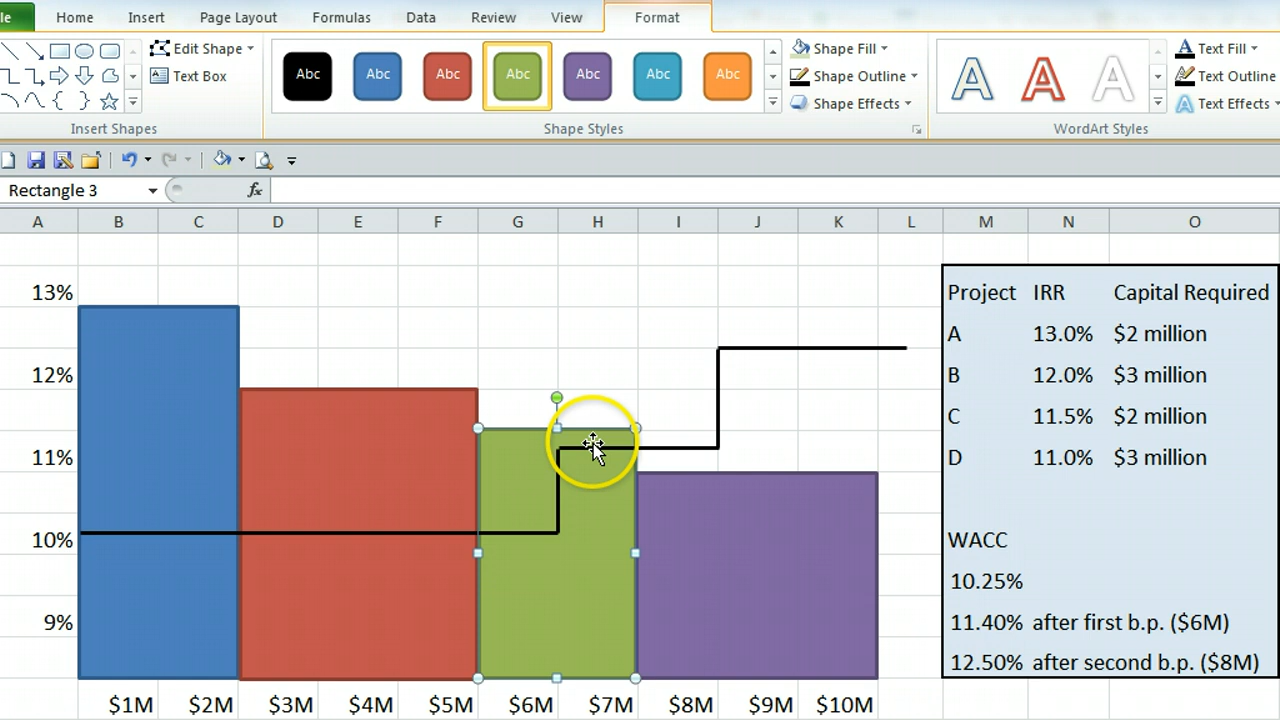 le Home Insert Page Layout Formulas Data Review View Format
Edit Shape
Text Box
Insert Shapes
Abc Abc Abc Abc Abc Abc Abc
Shape Styles
Shape Fill
Shape Outline
Shape Effects
A A A
WordArt Styles
Text Fill
Text Outline
Text Effects
Rectangle 3 fx
A B C D E F G H I J K L M N O
13%
12%
11%
10%
9%
$1M $2M $3M $4M $5M $6M $7M $8M $9M $10M
Project IRR Capital Required
A 13.0% $2 million
B 12.0% $3 million
C 11.5% $2 million
D 11.0% $3 million
WACC
10.25%
11.40% after first b.p. ($6M)
12.50% after second b.p. ($8M)